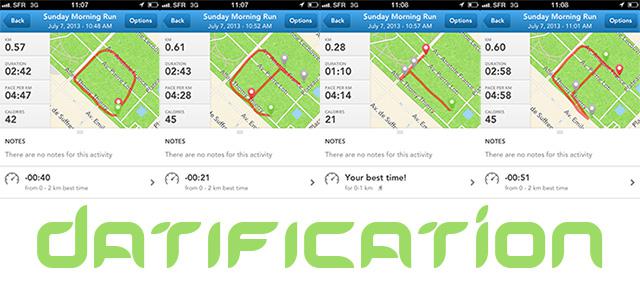 SFR 3G 11:07
Back Sunday Morning Run Options
July 7, 2013 - 10:48 AM
KM
0.57
DURATION
02:42
PACE PER KM
04:47
CALORIES
42
NOTES
There are no notes for this activity
-00:40
from 0 - 2 km best time
SFR 3G 11:07
Back Sunday Morning Run Options
July 7, 2013 - 10:52 AM
KM
0.61
DURATION
02:43
PACE PER KM
04:28
CALORIES
45
NOTES
There are no notes for this activity
-00:21
from 0 - 2 km best time
SFR 3G 11:08
Back Sunday Morning Run Options
July 7, 2013 - 10:57 AM
KM
0.28
DURATION
01:10
PACE PER KM
04:14
CALORIES
21
NOTES
There are no notes for this activity
Your best time!
for 0-1 km
SFR 3G 11:08
Back Sunday Morning Run Options
July 7, 2013 - 11:01 AM
KM
0.60
DURATION
02:58
PACE PER KM
04:58
CALORIES
45
NOTES
There are no notes for this activity
-00:51
from 0 - 2 km best time
DATIFICATION